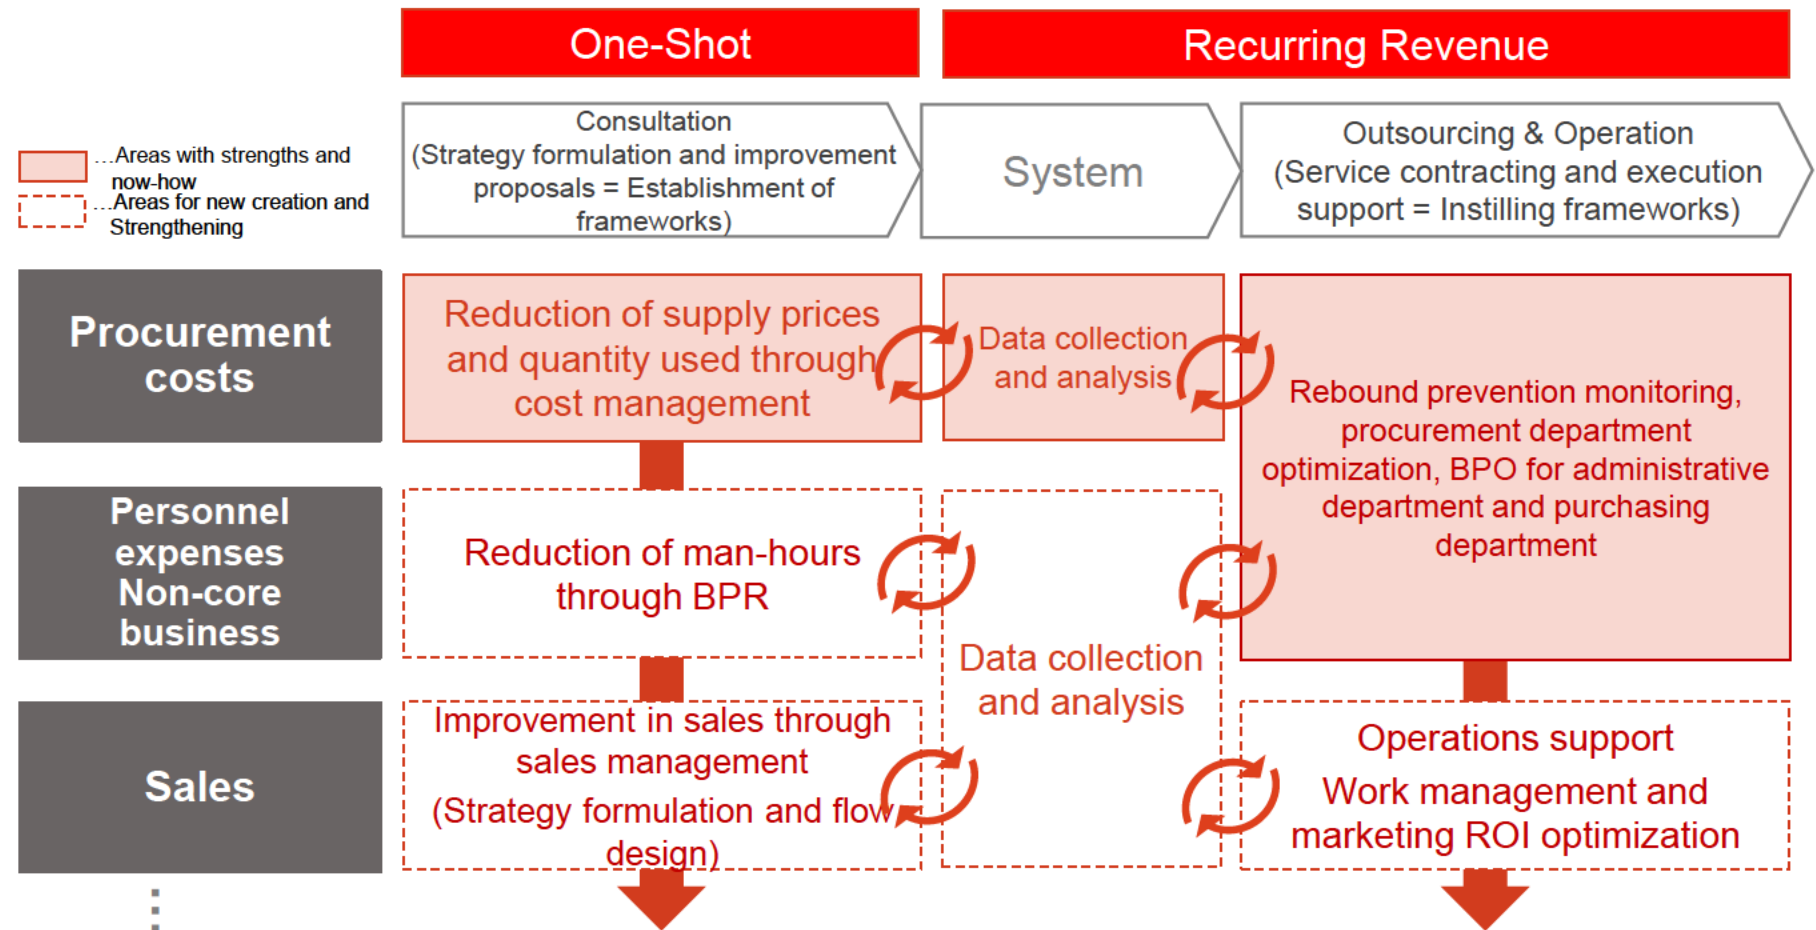 One-Shot
Recurring Revenue
…Areas with strengths and
now-how
…Areas for new creation and
Strengthening
Consultation
(Strategy formulation and improvement
proposals = Establishment of
frameworks)
System
Outsourcing & Operation
(Service contracting and execution
support = Instilling frameworks)
Procurement
costs
Reduction of supply prices
and quantity used through
cost management
Data collection
and analysis
Rebound prevention monitoring,
procurement department
optimization, BPO for administrative
department and purchasing
department
Personnel
expenses
Non-core
business
Reduction of man-hours
through BPR
Data collection
and analysis
Sales
Improvement in sales through
sales management
(Strategy formulation and flow
design)
Operations support
Work management and
marketing ROI optimization